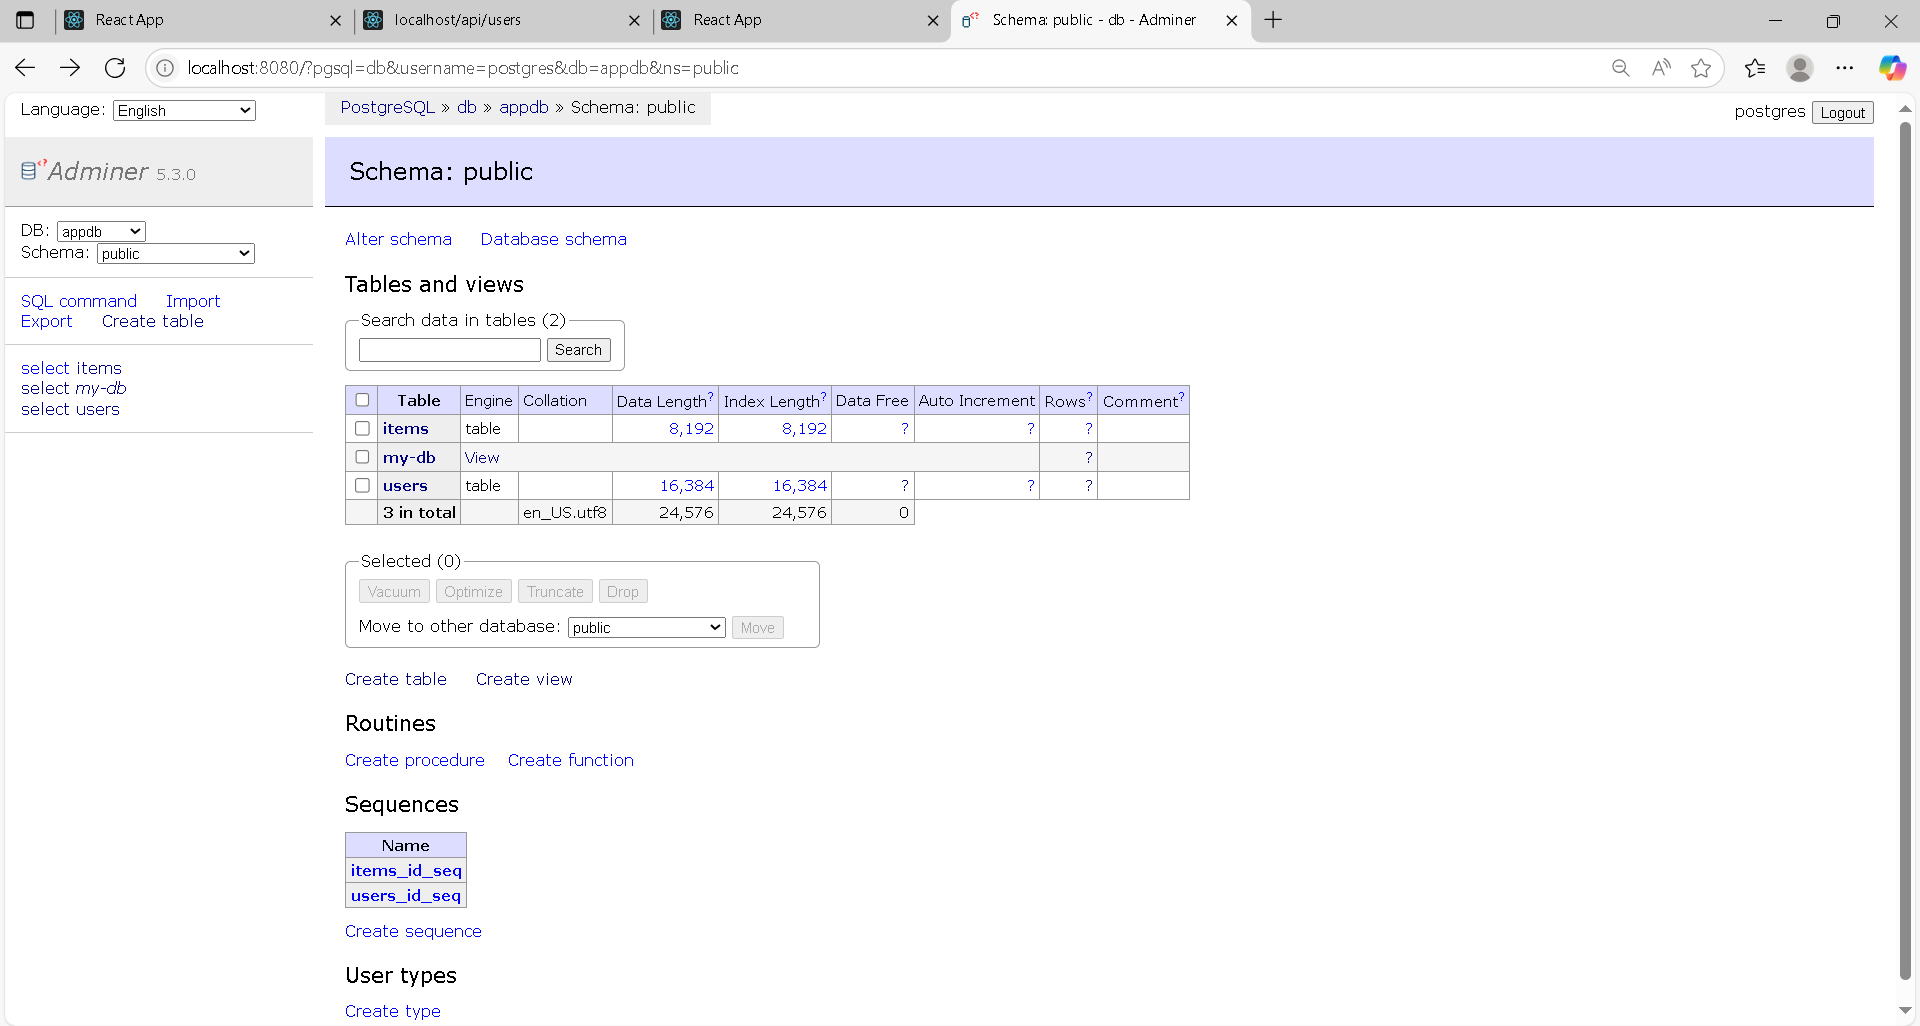 React App
localhost/api/users
React App
Schema: public - db - Adminer
localhost:8080/?pgsql=db&username=postgres&db=appdb&ns=public
Language: English
PostgreSQL » db » appdb » Schema: public
postgres Logout
Adminer 5.3.0
Schema: public
DB: appdb
Schema: public
SQL command Import
Export Create table
select items
select my-db
select users
Alter schema Database schema
Tables and views
Search data in tables (2)
Search
Table Engine Collation Data Length? Index Length? Data Free Auto Increment Rows? Comment?
items table 8,192 8,192 ? ? ?
my-db View ?
users table 16,384 16,384 ? ? ?
3 in total en_US.utf8 24,576 24,576 0
Selected (0)
Vacuum Optimize Truncate Drop
Move to other database: public Move
Create table Create view
Routines
Create procedure Create function
Sequences
Name
items_id_seq
users_id_seq
Create sequence
User types
Create type